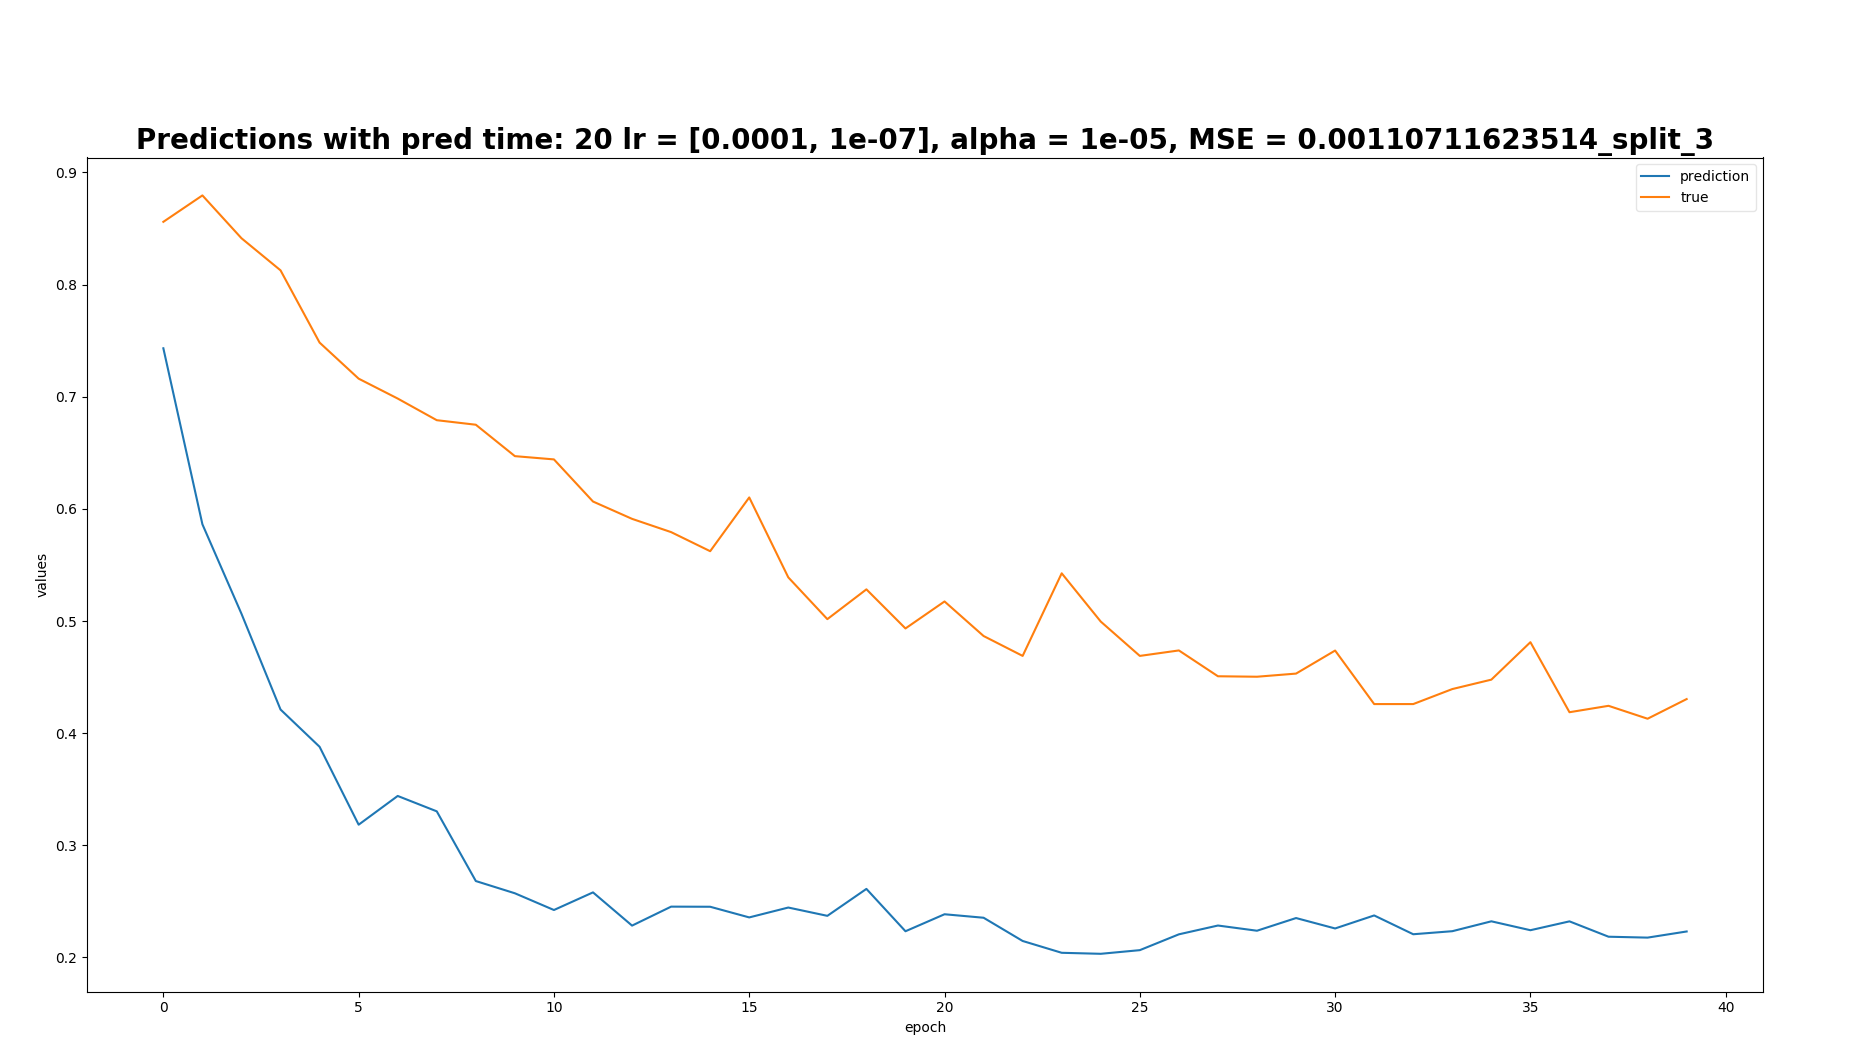 Predictions with pred time: 20 lr = [0.0001, 1e-07], alpha = 1e-05, MSE = 0.00110711623514_split_3
prediction
true
values
0.9
0.8
0.7
0.6
0.5
0.4
0.3
0.2
0 5 10 15 20 25 30 35 40
epoch